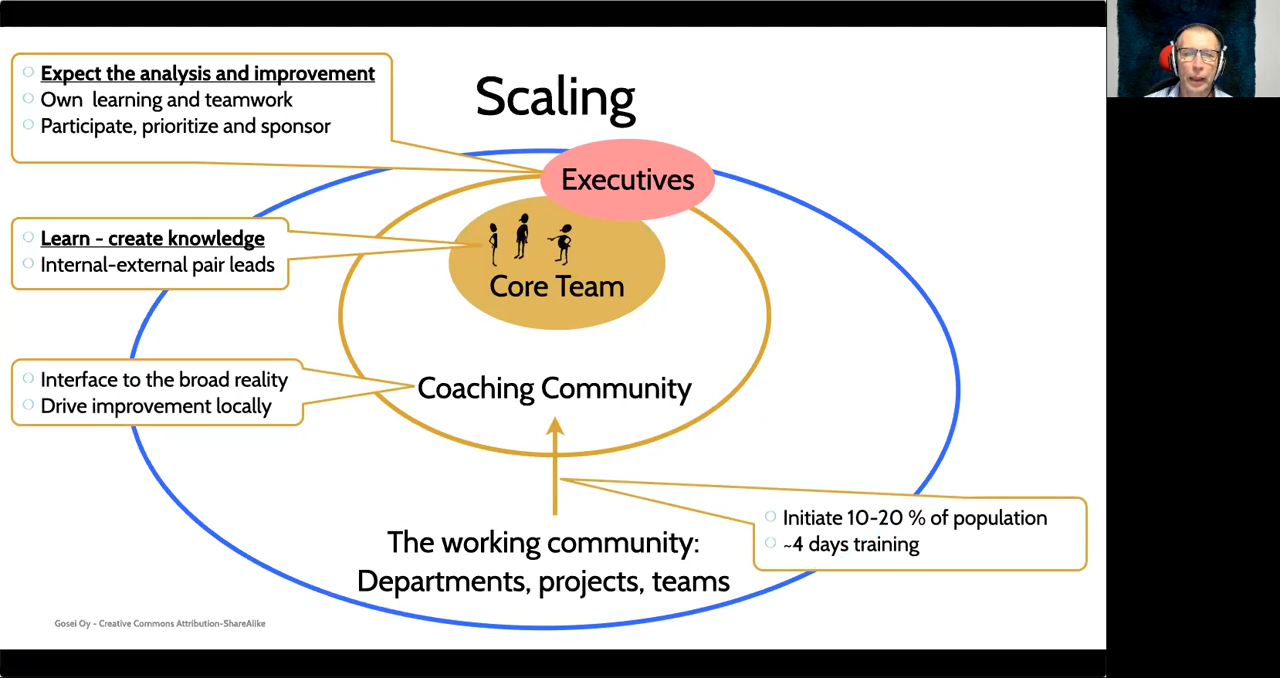 Expect the analysis and improvement
Own learning and teamwork
Participate, prioritize and sponsor
Scaling
Executives
Learn - create knowledge
Internal-external pair leads
Core Team
Interface to the broad reality
Drive improvement locally
Coaching Community
Initiate 10-20 % of population
~4 days training
The working community:
Departments, projects, teams
Gosei Oy - Creative Commons Attribution-ShareAlike